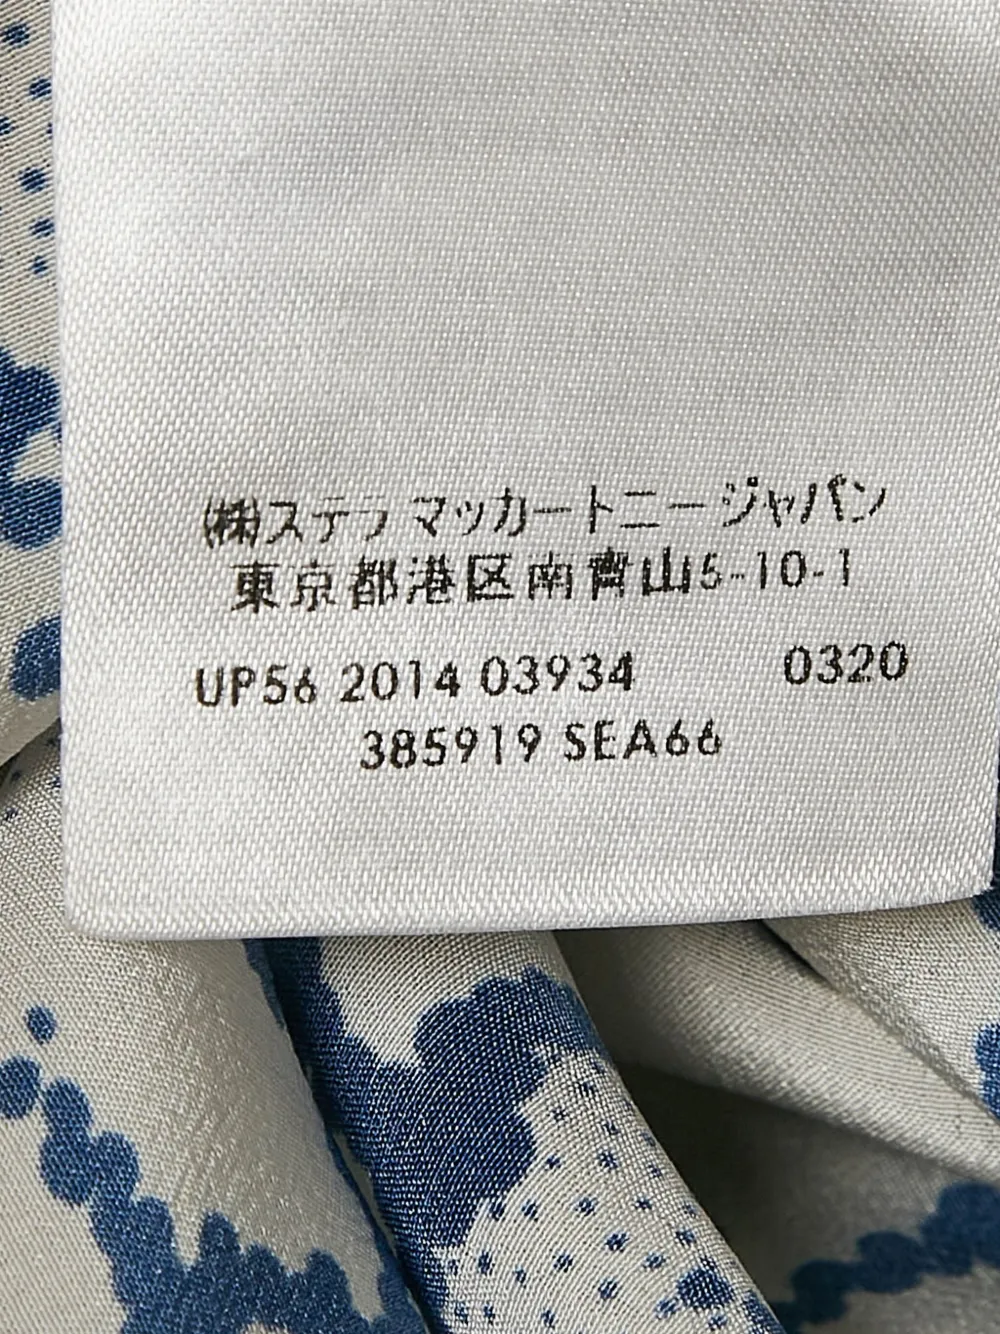 (株)ステラ マッカートニージャパン
東京都港区南青山5-10-1
UP56 2014 03934 0320
385919 SEA66